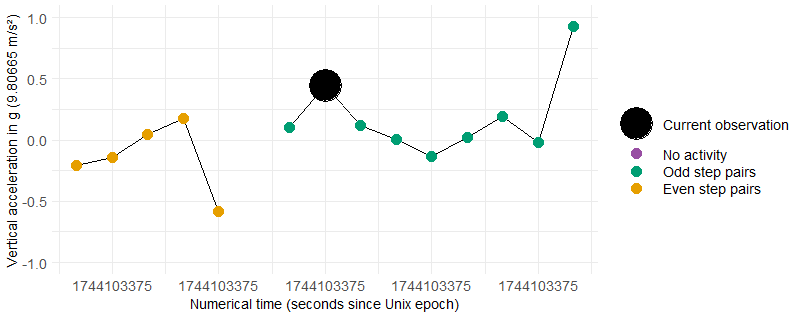 Vertical acceleration in g (9.80665 m/s²)
1.0
0.5
0.0
-0.5
-1.0
1744103375 1744103375 1744103375 1744103375 1744103375
Numerical time (seconds since Unix epoch)
Current observation
No activity
Odd step pairs
Even step pairs